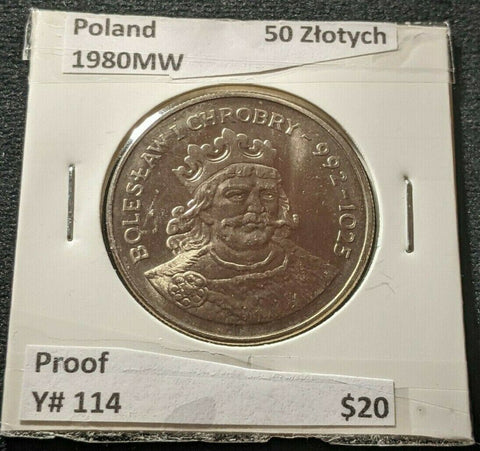 Poland 50 Złotych
1980MW
BOLESŁAW I CHROBRY 992-1025
Proof
Y# 114 $20